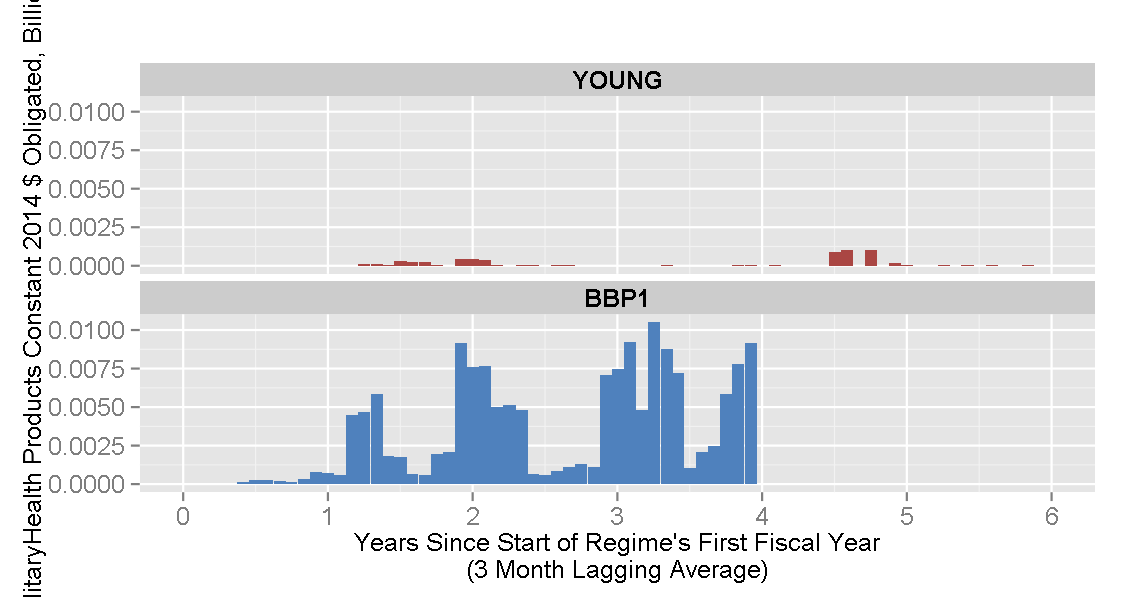 litaryHealth Products Constant 2014 $ Obligated, Billi
YOUNG
0.0100
0.0075
0.0050
0.0025
0.0000
BBP1
0.0100
0.0075
0.0050
0.0025
0.0000
0 1 2 3 4 5 6
Years Since Start of Regime's First Fiscal Year
(3 Month Lagging Average)